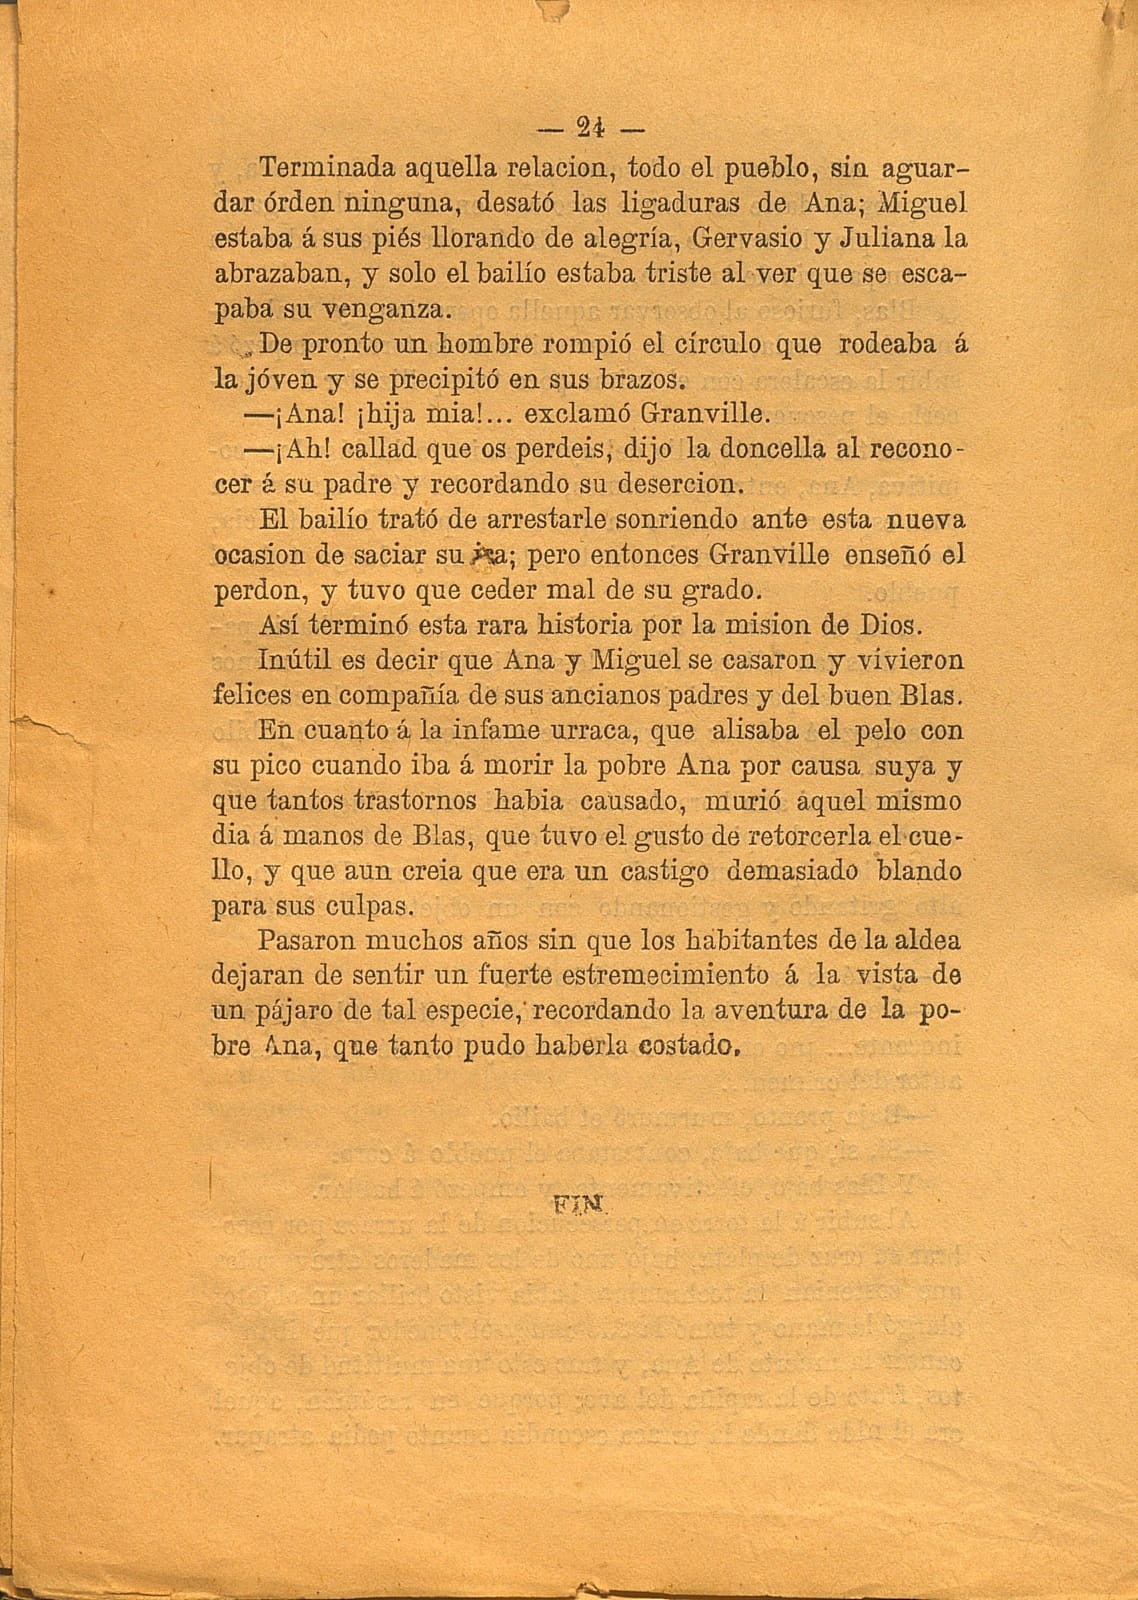 — 24 —
Terminada aquella relacion, todo el pueblo, sin aguar-
dar órden ninguna, desató las ligaduras de Ana; Miguel
estaba á sus piés llorando de alegría, Gervasio y Juliana la
abrazaban, y solo el bailío estaba triste al ver que se esca-
paba su venganza.
De pronto un hombre rompió el círculo que rodeaba á
la jóven y se precipitó en sus brazos.
—¡Ana! ¡hija mia!... exclamó Granville.
—¡Ah! callad que os perdeis, dijo la doncella al recono-
cer á su padre y recordando su desercion.
El bailío trató de arrestarle sonriendo ante esta nueva
ocasion de saciar su ira; pero entonces Granville enseñó el
perdon, y tuvo que ceder mal de su grado.
Así terminó esta rara historia por la mision de Dios.
Inútil es decir que Ana y Miguel se casaron y vivieron
felices en compañía de sus ancianos padres y del buen Blas.
En cuanto á la infame urraca, que alisaba el pelo con
su pico cuando iba á morir la pobre Ana por causa suya y
que tantos trastornos habia causado, murió aquel mismo
dia á manos de Blas, que tuvo el gusto de retorcerla el cue-
llo, y que aun creia que era un castigo demasiado blando
para sus culpas.
Pasaron muchos años sin que los habitantes de la aldea
dejaran de sentir un fuerte estremecimiento á la vista de
un pájaro de tal especie, recordando la aventura de la po-
bre Ana, que tanto pudo haberla costado.
FIN